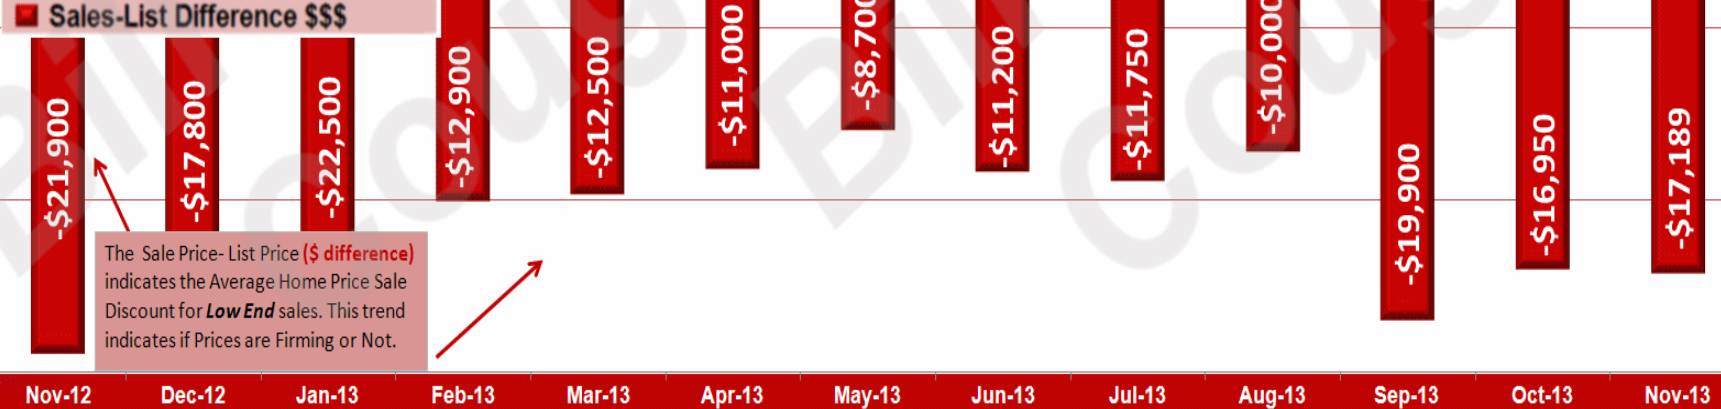 Sales-List Difference $$$
-$21,900
-$17,800
-$22,500
-$12,900
-$12,500
-$11,000
-$8,700
-$11,200
-$11,750
-$10,000
-$19,900
-$16,950
-$17,189
The Sale Price- List Price ($ difference)
indicates the Average Home Price Sale
Discount for Low End sales. This trend
indicates if Prices are Firming or Not.
Nov-12 Dec-12 Jan-13 Feb-13 Mar-13 Apr-13 May-13 Jun-13 Jul-13 Aug-13 Sep-13 Oct-13 Nov-13